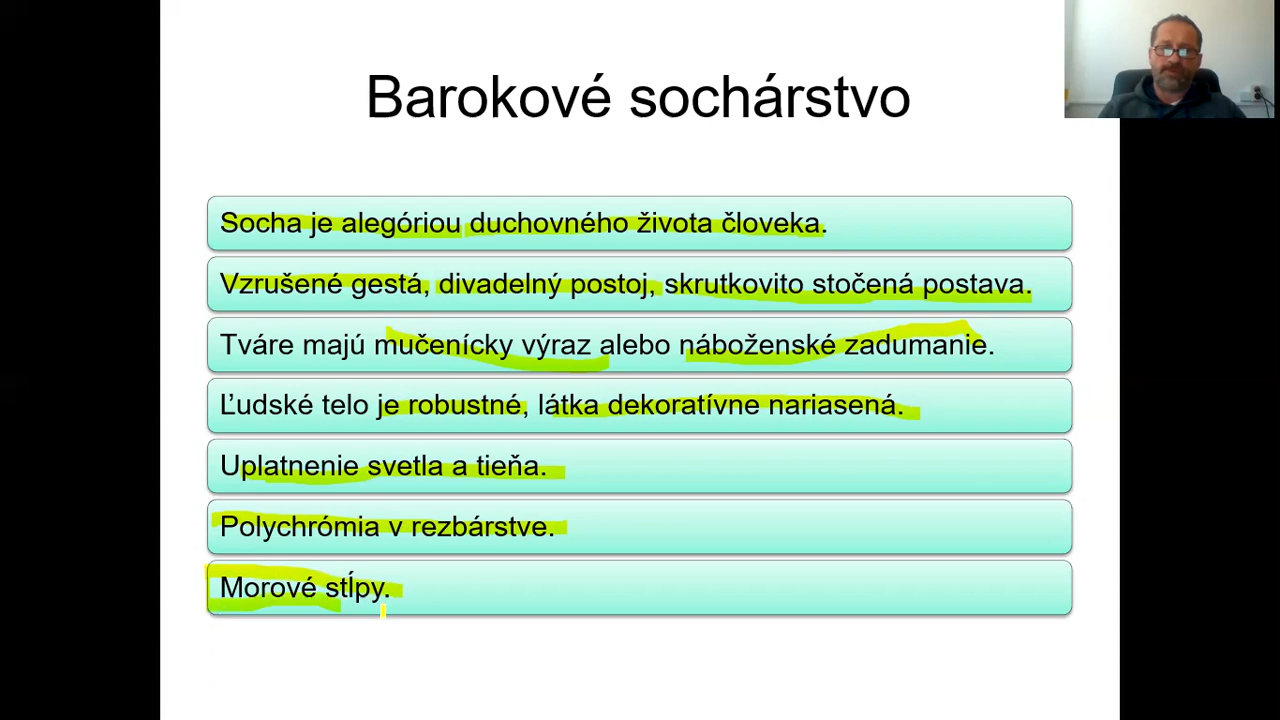 Barokové sochárstvo
Socha je alegóriou duchovného života človeka.
Vzrušené gestá, divadelný postoj, skrutkovito stočená postava.
Tváre majú mučenícky výraz alebo náboženské zadumanie.
Ľudské telo je robustné, látka dekoratívne nariasená.
Uplatnenie svetla a tieňa.
Polychrómia v rezbárstve.
Morové stĺpy.